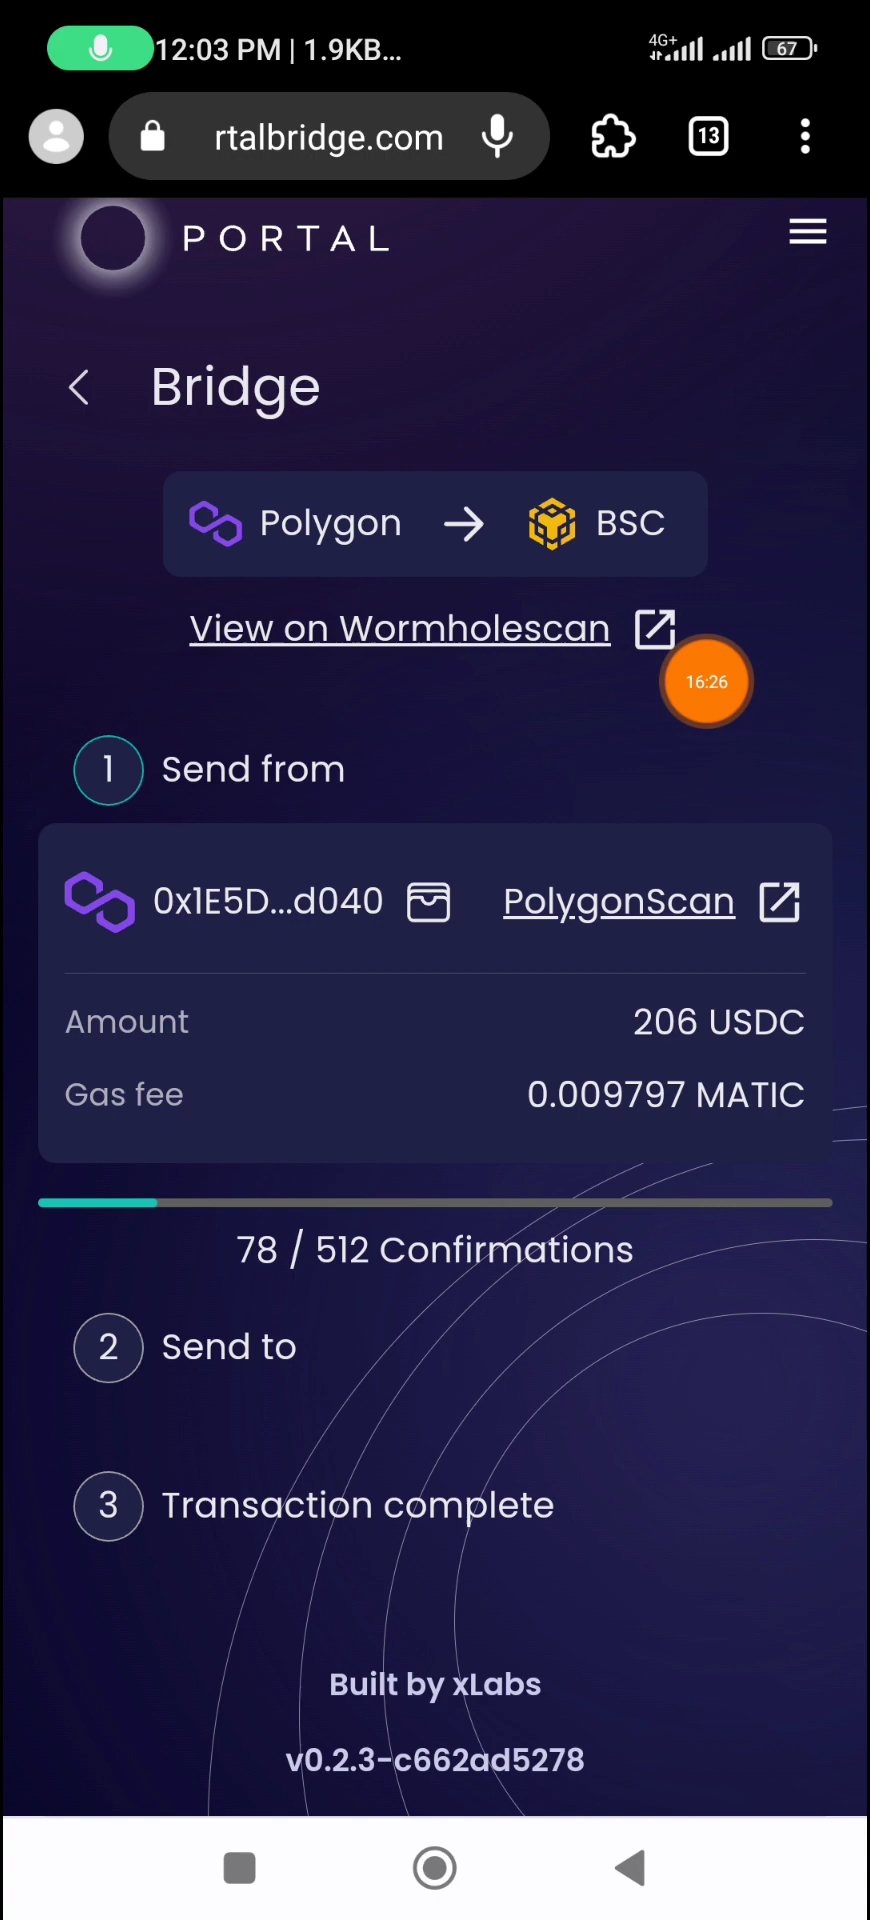 12:03 PM | 1.9KB...
4G+
67
rtalbridge.com
13
PORTAL
Bridge
Polygon → BSC
View on Wormholescan
16:26
1 Send from
0x1E5D...d040 PolygonScan
Amount 206 USDC
Gas fee 0.009797 MATIC
78 / 512 Confirmations
2 Send to
3 Transaction complete
Built by xLabs
v0.2.3-c662ad5278